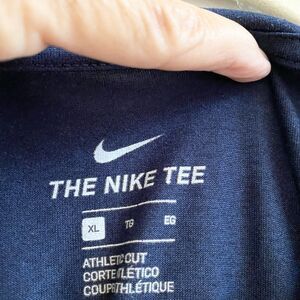 THE NIKE TEE
XL TG EG
ATHLETIC CUT
CORTE ATLÉTICO
COUPE ATHLÉTIQUE